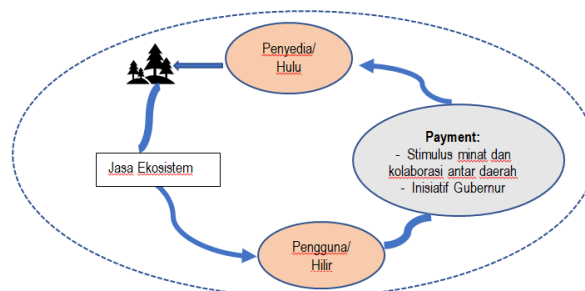 Penyedia/
Hulu
Payment:
- Stimulus minat dan
kolaborasi antar daerah
- Inisiatif Gubernur
Jasa Ekosistem
Pengguna/
Hilir